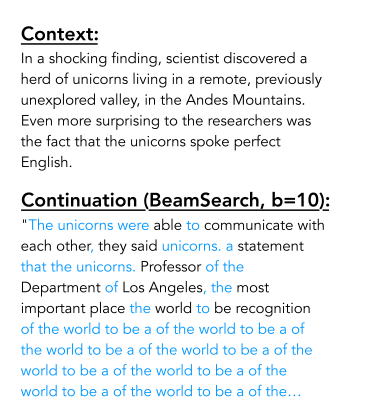 Context:
In a shocking finding, scientist discovered a
herd of unicorns living in a remote, previously
unexplored valley, in the Andes Mountains.
Even more surprising to the researchers was
the fact that the unicorns spoke perfect
English.
Continuation (BeamSearch, b=10):
"The unicorns were able to communicate with
each other, they said unicorns. a statement
that the unicorns. Professor of the
Department of Los Angeles, the most
important place the world to be recognition
of the world to be a of the world to be a of
the world to be a of the world to be a of the
world to be a of the world to be a of the
world to be a of the world to be a of the…